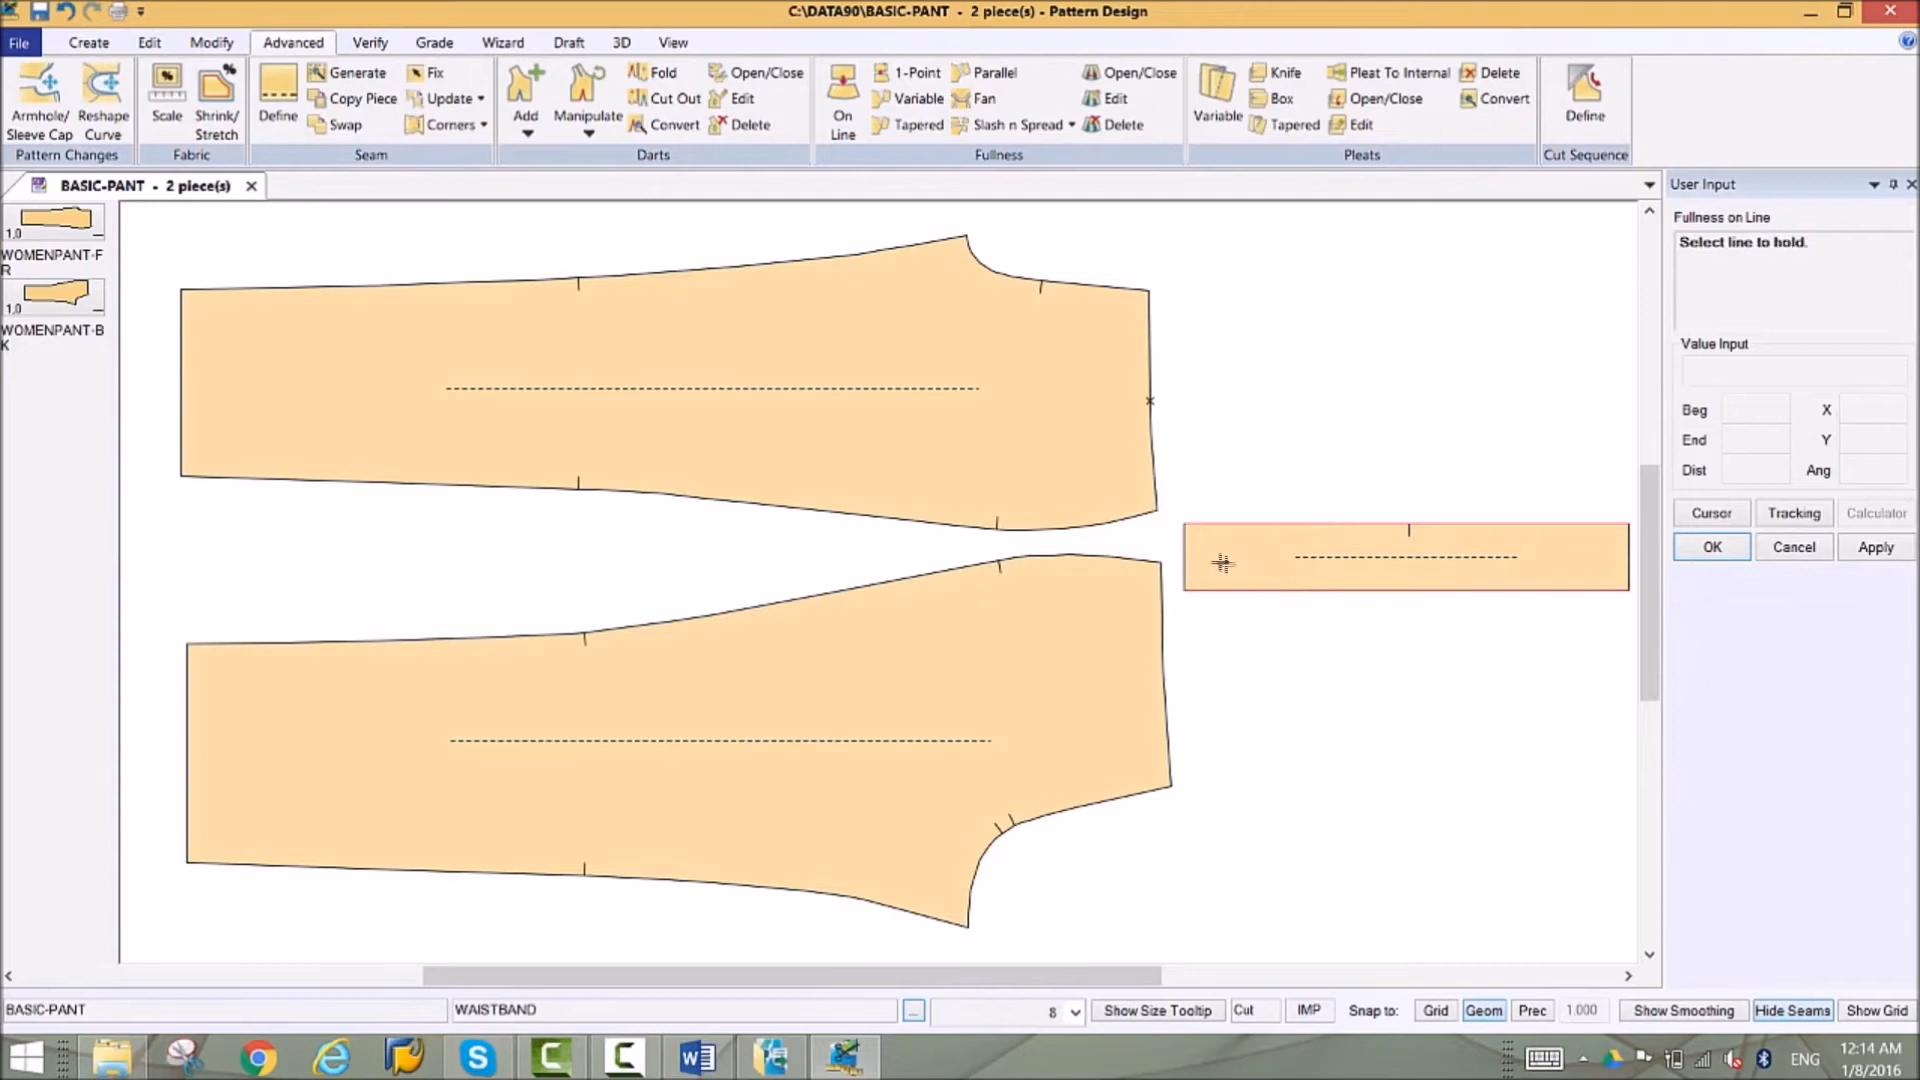 C:\DATA90\BASIC-PANT - 2 piece(s) - Pattern Design
File Create Edit Modify Advanced Verify Grade Wizard Draft 3D View
Armhole/ Sleeve Cap
Reshape Curve
Pattern Changes
Scale
Shrink/ Stretch
Fabric
Define
Generate
Copy Piece
Swap
Fix
Update
Corners
Seam
Add
Manipulate
Fold
Cut Out
Convert
Open/Close
Edit
Delete
Darts
On Line
1-Point
Variable
Tapered
Parallel
Fan
Slash n Spread
Open/Close
Edit
Delete
Fullness
Variable
Knife
Box
Tapered
Pleat To Internal
Open/Close
Edit
Delete
Convert
Pleats
Define
Cut Sequence
BASIC-PANT - 2 piece(s)
1,0
WOMENPANT-F
R
1,0
WOMENPANT-B
K
User Input
Fullness on Line
Select line to hold.
Value Input
Beg X
End Y
Dist Ang
Cursor Tracking Calculator
OK Cancel Apply
BASIC-PANT WAISTBAND ... 8 Show Size Tooltip Cut IMP Snap to: Grid Geom Prec 1.000 Show Smoothing Hide Seams Show Grid
ENG
12:14 AM
1/8/2016